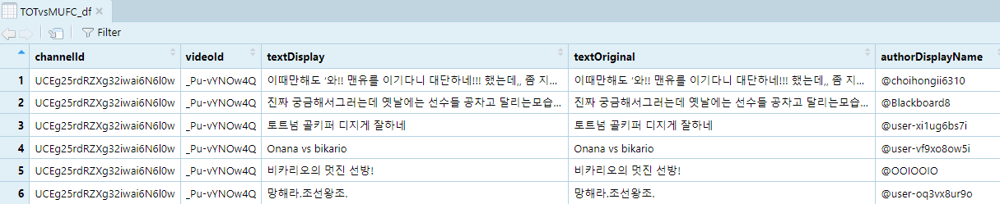 TOTvsMUFC_df
Filter
channelId videoId textDisplay textOriginal authorDisplayName
1 UCEg25rdRZXg32iwai6N6l0w _Pu-vYNOw4Q 이때만해도 ‘와!! 맨유를 이기다니 대단하네!!! 했는데,, 좀 지... 이때만해도 ‘와!! 맨유를 이기다니 대단하네!!! 했는데,, 좀 지... @choihongii6310
2 UCEg25rdRZXg32iwai6N6l0w _Pu-vYNOw4Q 진짜 궁금해서그러는데 옛날에는 선수들 공차고 달리는모습... 진짜 궁금해서그러는데 옛날에는 선수들 공차고 달리는모습... @Blackboard8
3 UCEg25rdRZXg32iwai6N6l0w _Pu-vYNOw4Q 토트넘 골키퍼 디지게 잘하네 토트넘 골키퍼 디지게 잘하네 @user-xi1ug6bs7i
4 UCEg25rdRZXg32iwai6N6l0w _Pu-vYNOw4Q Onana vs bikario Onana vs bikario @user-vf9xo8ow5i
5 UCEg25rdRZXg32iwai6N6l0w _Pu-vYNOw4Q 비카리오의 멋진 선방! 비카리오의 멋진 선방! @OOIOOIO
6 UCEg25rdRZXg32iwai6N6l0w _Pu-vYNOw4Q 망해라.조선왕조. 망해라.조선왕조. @user-oq3vx8ur9o